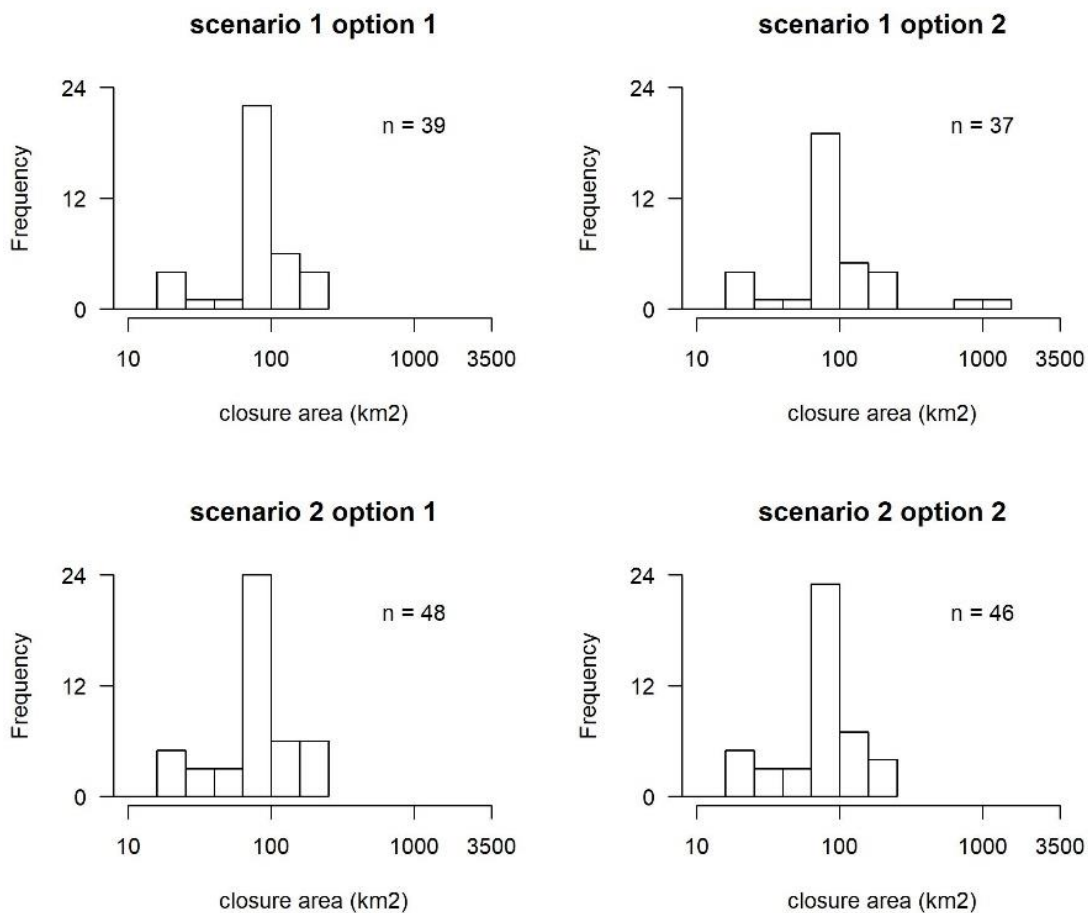 scenario 1 option 1
24
12
0
Frequency
n = 39
10 100 1000 3500
closure area (km2)
scenario 1 option 2
24
12
0
Frequency
n = 37
10 100 1000 3500
closure area (km2)
scenario 2 option 1
24
12
0
Frequency
n = 48
10 100 1000 3500
closure area (km2)
scenario 2 option 2
24
12
0
Frequency
n = 46
10 100 1000 3500
closure area (km2)